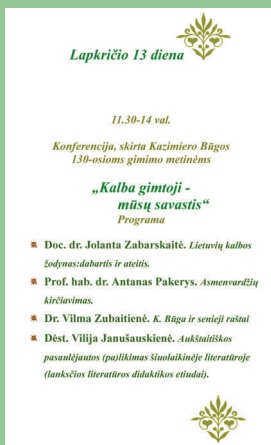 Lapkričio 13 diena
11.30-14 val.
Konferencija, skirta Kazimiero Būgos
130-osioms gimimo metinėms
„Kalba gimtoji -
mūsų savastis“
Programa
Doc. dr. Jolanta Zabarskaitė. Lietuvių kalbos
žodynas:dabartis ir ateitis.
Prof. hab. dr. Antanas Pakerys. Asmenvardžių
kirčiavimas.
Dr. Vilma Zubaitienė. K. Būga ir senieji raštai
Dėst. Vilija Janušauskienė. Aukštaitiškos
pasaulėjautos (pa)likimas šiuolaikinėje literatūroje
(lanksčios literatūros didaktikos etiudai).